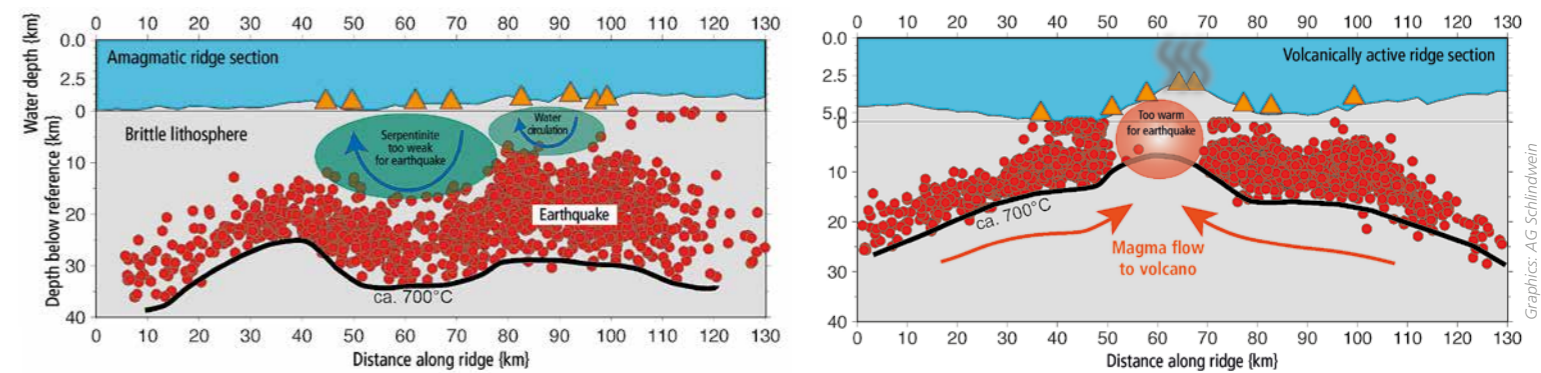 0 10 20 30 40 50 60 70 80 90 100 110 120 130
Water depth {km}
0.0
2.5
0
Amagmatic ridge section
Brittle lithosphere
Serpentinite
too weak
for earthquake
Water
circulation
Depth below reference {km}
10
20
30
40
Earthquake
ca. 700°C
0 10 20 30 40 50 60 70 80 90 100 110 120 130
Distance along ridge {km}
0 10 20 30 40 50 60 70 80 90 100 110 120 130
0.0
2.5
5.0
0
Volcanically active ridge section
Too warm
for earthquake
10
20
30
40
ca. 700°C
Magma flow
to volcano
0 10 20 30 40 50 60 70 80 90 100 110 120 130
Distance along ridge {km}
Graphics: AG Schlindwein